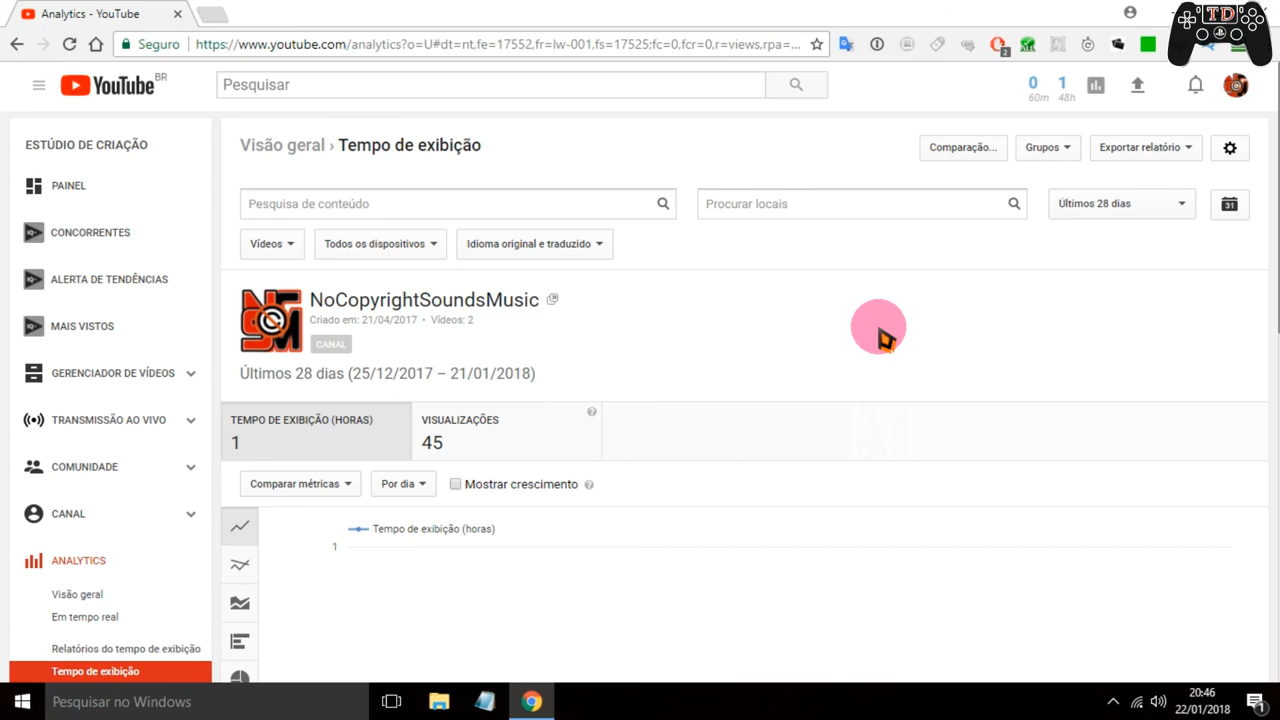 Analytics - YouTube
TD
Seguro
https://www.youtube.com/analytics?o=U#dt=nt,fe=17552,fr=lw-001,fs=17525;fc=0,fcr=0,r=views,rpa=...
2
YouTube BR
Pesquisar
0 1
60m 48h
ESTÚDIO DE CRIAÇÃO
PAINEL
CONCORRENTES
ALERTA DE TENDÊNCIAS
MAIS VISTOS
GERENCIADOR DE VÍDEOS
TRANSMISSÃO AO VIVO
COMUNIDADE
CANAL
ANALYTICS
Visão geral
Em tempo real
Relatórios do tempo de exibição
Tempo de exibição
Visão geral › Tempo de exibição
Comparação...
Grupos
Exportar relatório
Pesquisa de conteúdo
Procurar locais
Últimos 28 dias
31
Vídeos
Todos os dispositivos
Idioma original e traduzido
NoCopyrightSoundsMusic
Criado em: 21/04/2017 • Vídeos: 2
CANAL
Últimos 28 dias (25/12/2017 – 21/01/2018)
TEMPO DE EXIBIÇÃO (HORAS)
1
VISUALIZAÇÕES
45
Comparar métricas
Por dia
Mostrar crescimento
Tempo de exibição (horas)
1
Pesquisar no Windows
20:46
22/01/2018
1